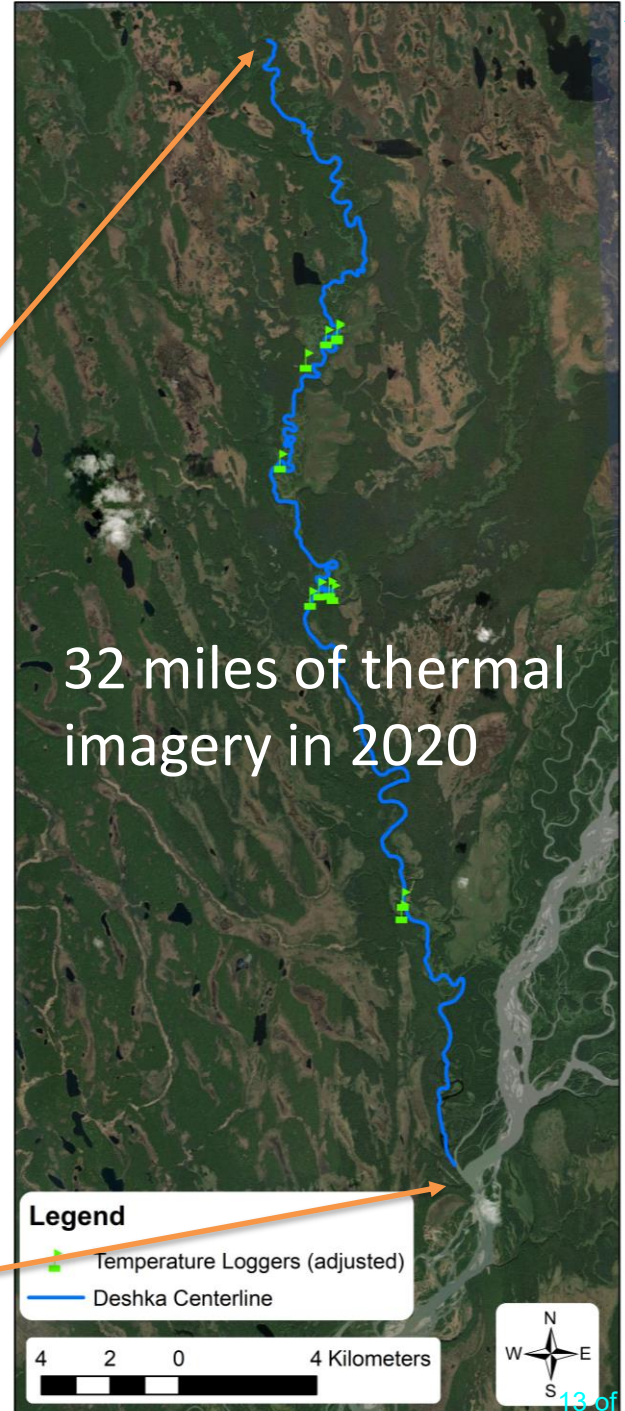 32 miles of thermal
imagery in 2020
Legend
Temperature Loggers (adjusted)
Deshka Centerline
4 2 0 4 Kilometers
N
W E
S
13 of